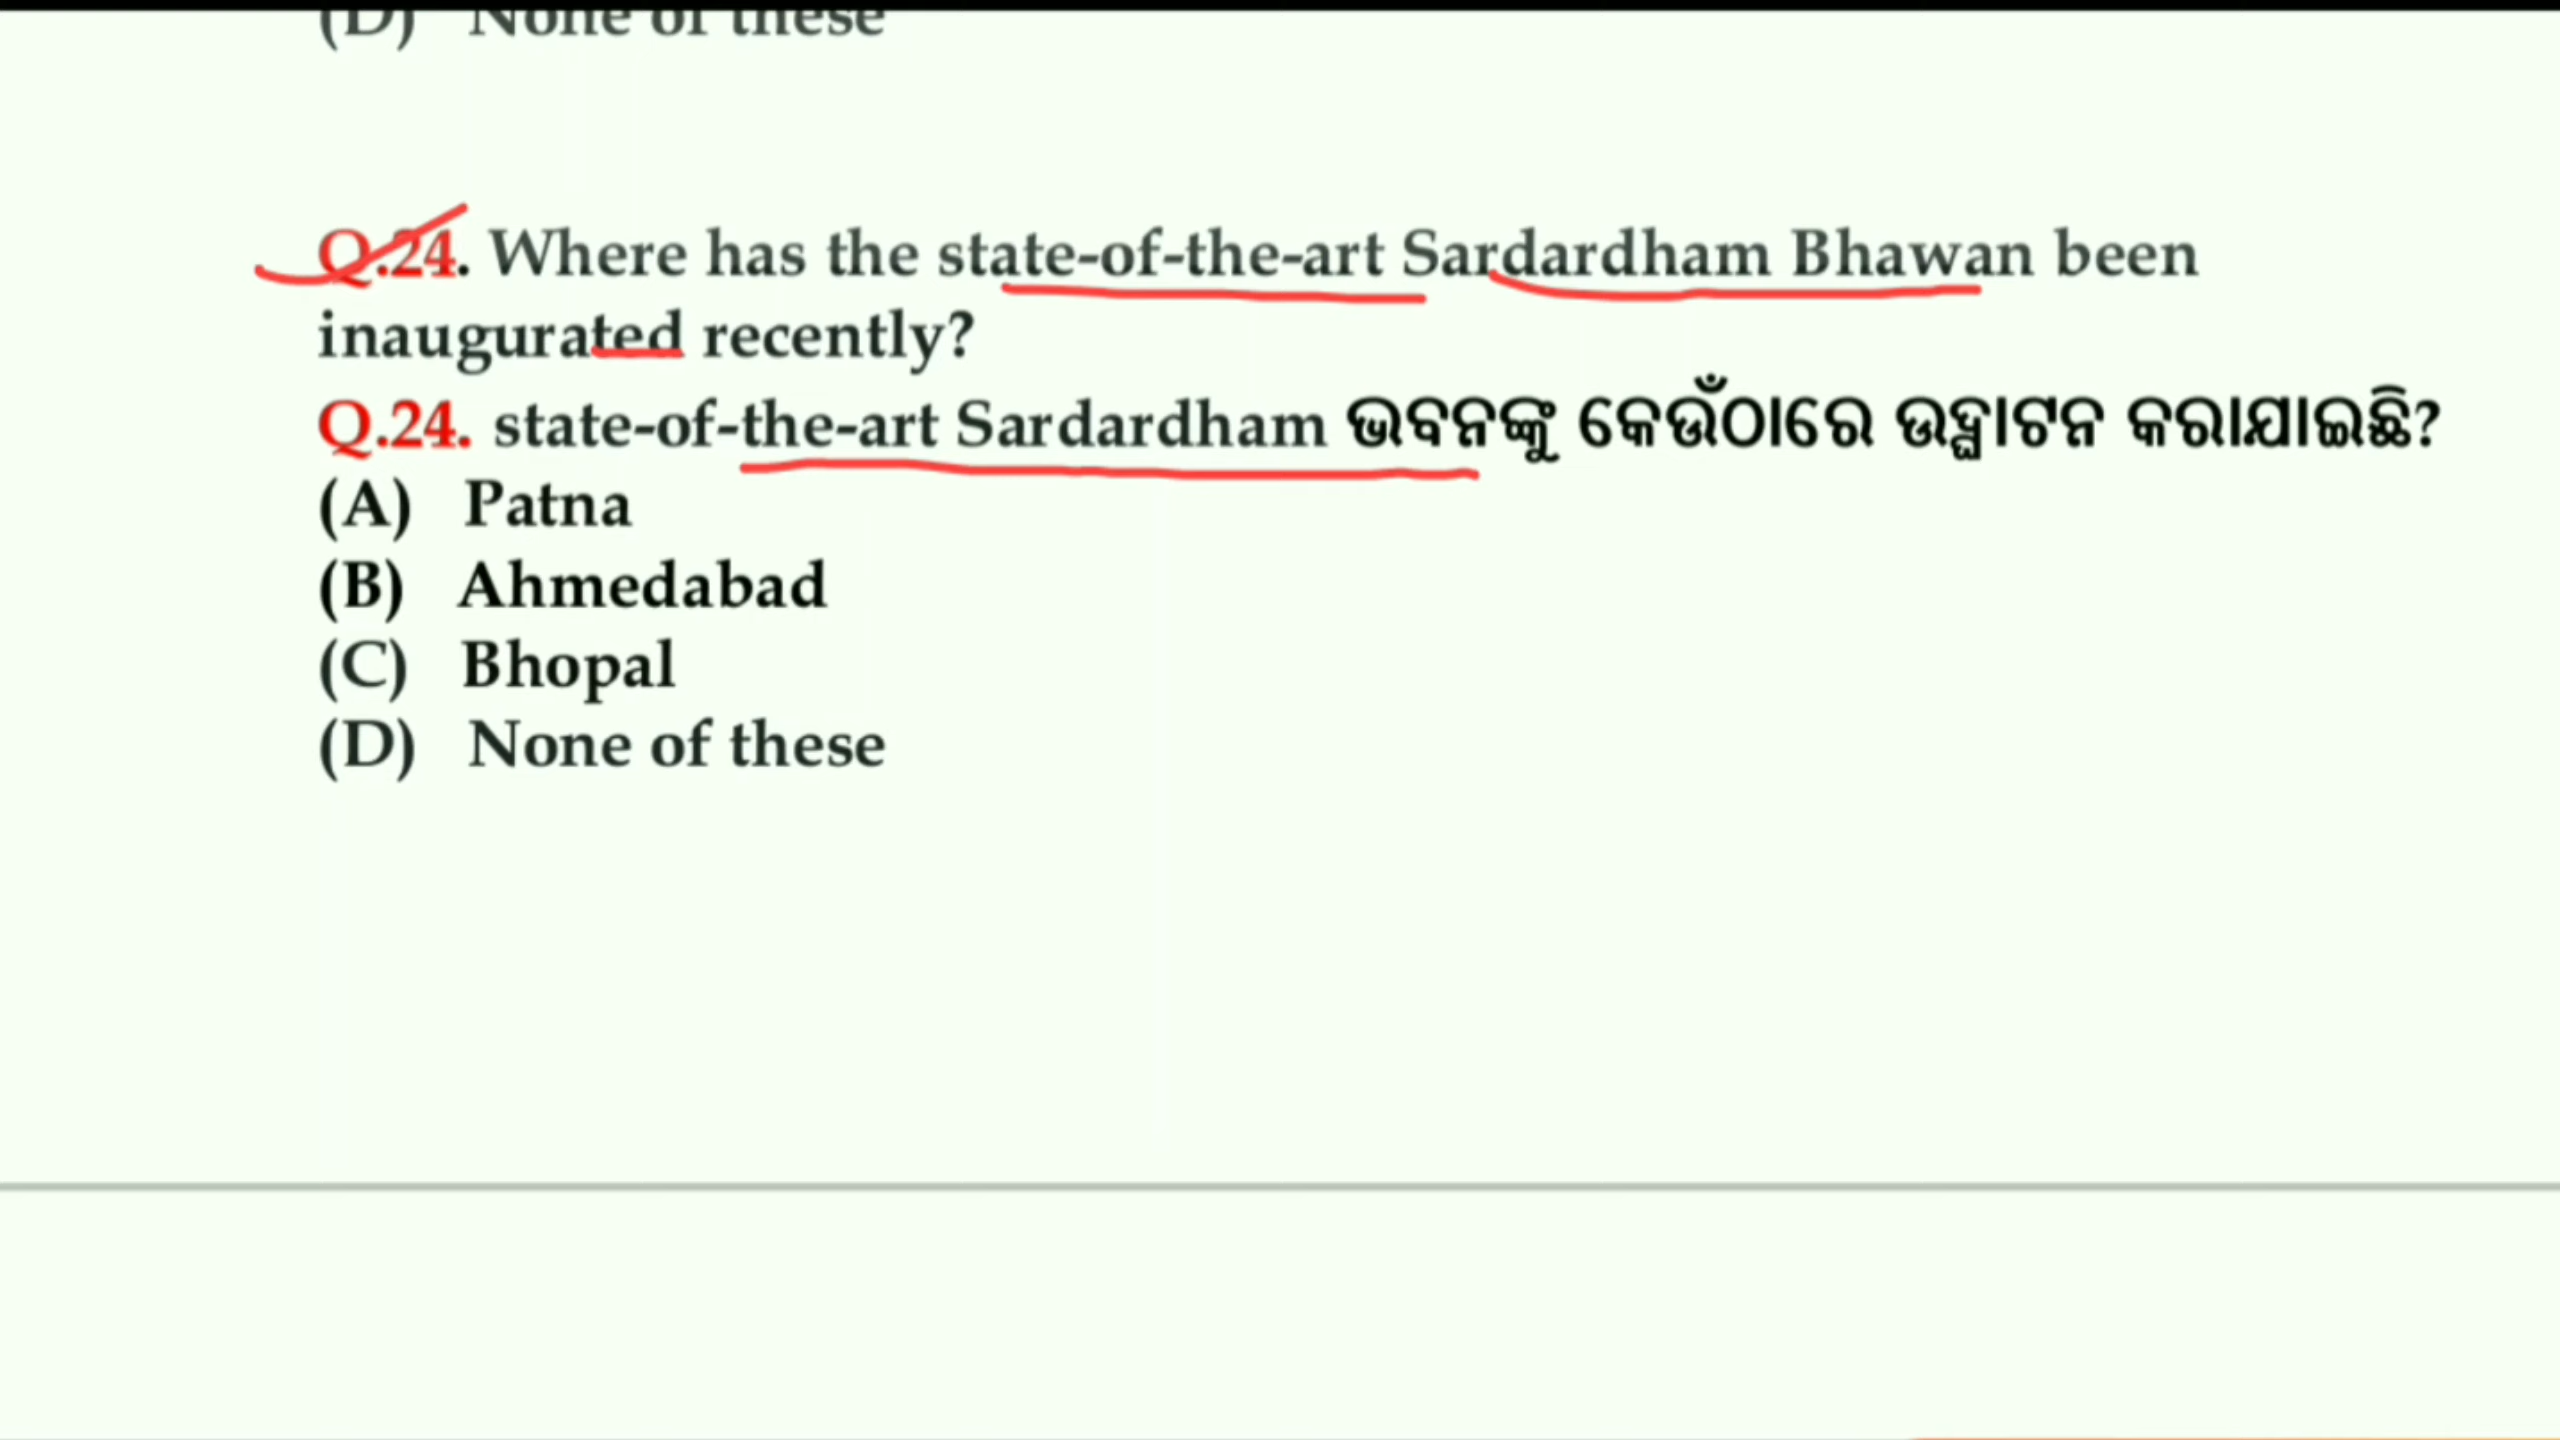 (D) None of these
Q.24. Where has the state-of-the-art Sardardham Bhawan been
inaugurated recently?
Q.24. state-of-the-art Sardardham ଭବନଙ୍କୁ କେଉଁଠାରେ ଉଦ୍ଘାଟନ କରାଯାଇଛି?
(A) Patna
(B) Ahmedabad
(C) Bhopal
(D) None of these